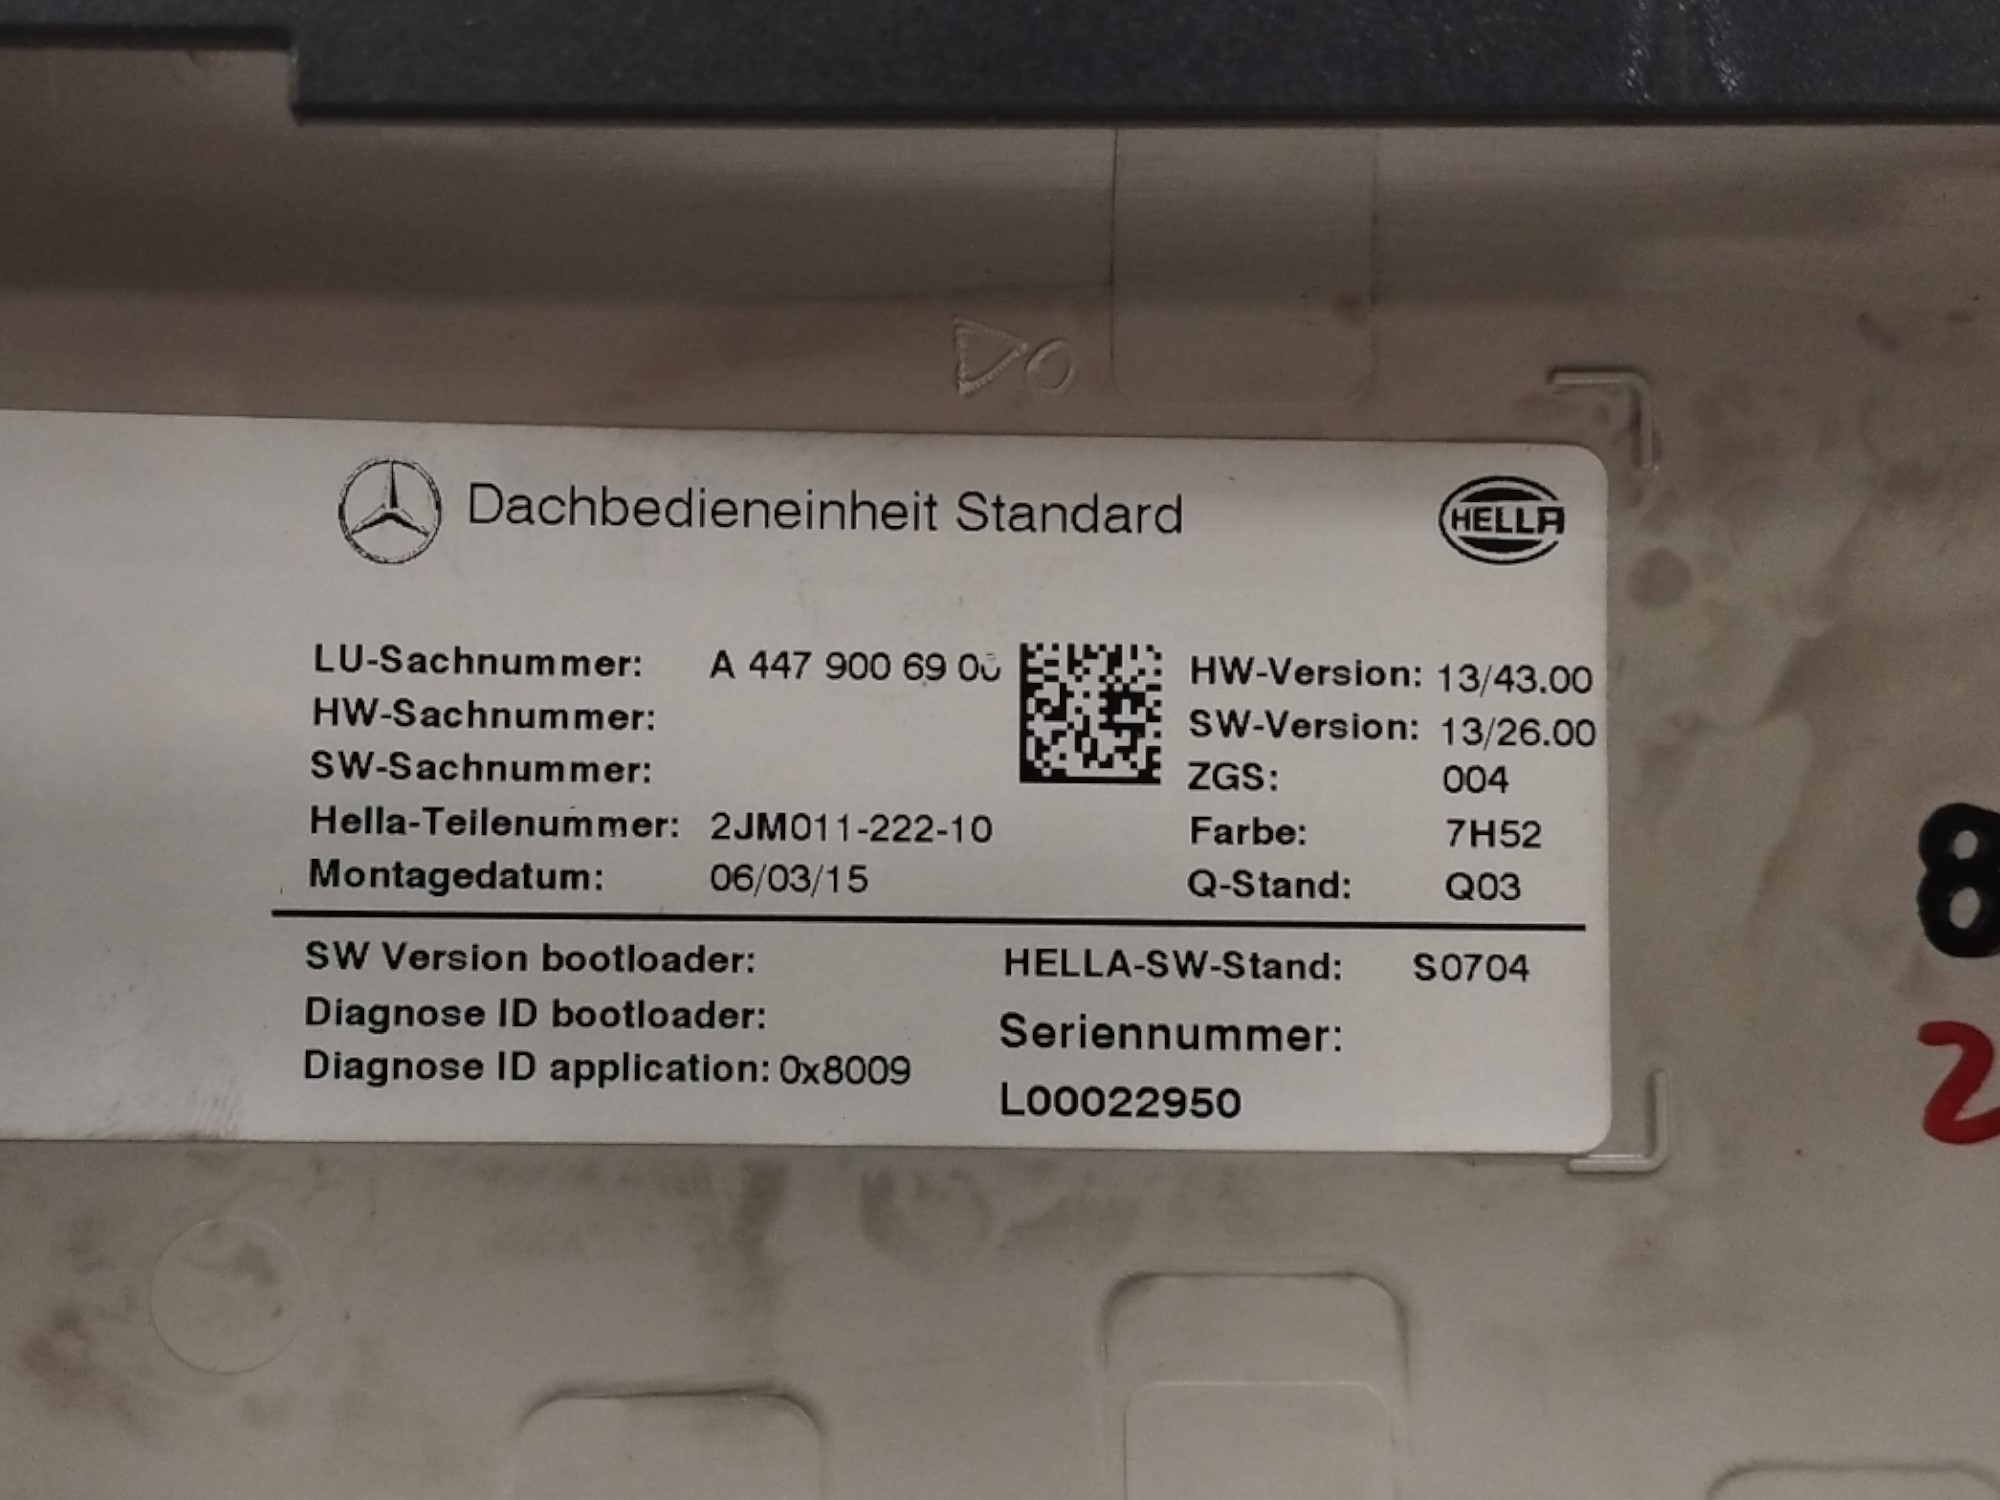 Dachbedieneinheit Standard
HELLA
LU-Sachnummer: A 447 900 69 00
HW-Sachnummer:
SW-Sachnummer:
Hella-Teilenummer: 2JM011-222-10
Montagedatum: 06/03/15
HW-Version: 13/43.00
SW-Version: 13/26.00
ZGS: 004
Farbe: 7H52
Q-Stand: Q03
SW Version bootloader:
Diagnose ID bootloader:
Diagnose ID application: 0x8009
HELLA-SW-Stand: S0704
Seriennummer:
L00022950
8
2